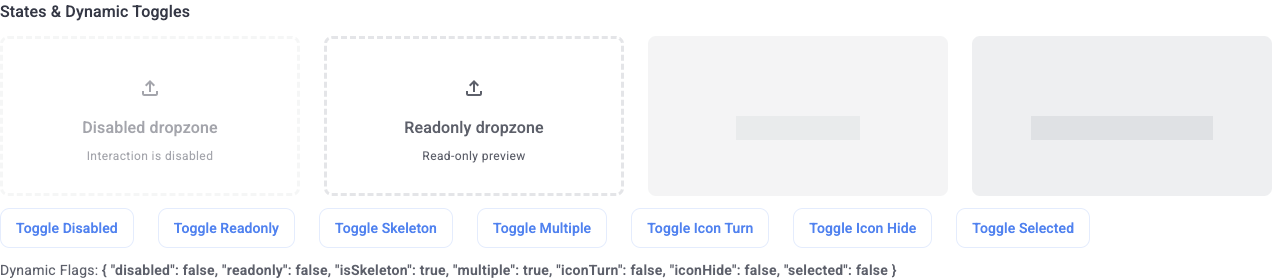 States & Dynamic Toggles
Disabled dropzone
Interaction is disabled
Readonly dropzone
Read-only preview
Toggle Disabled
Toggle Readonly
Toggle Skeleton
Toggle Multiple
Toggle Icon Turn
Toggle Icon Hide
Toggle Selected
Dynamic Flags: { "disabled": false, "readonly": false, "isSkeleton": true, "multiple": true, "iconTurn": false, "iconHide": false, "selected": false }